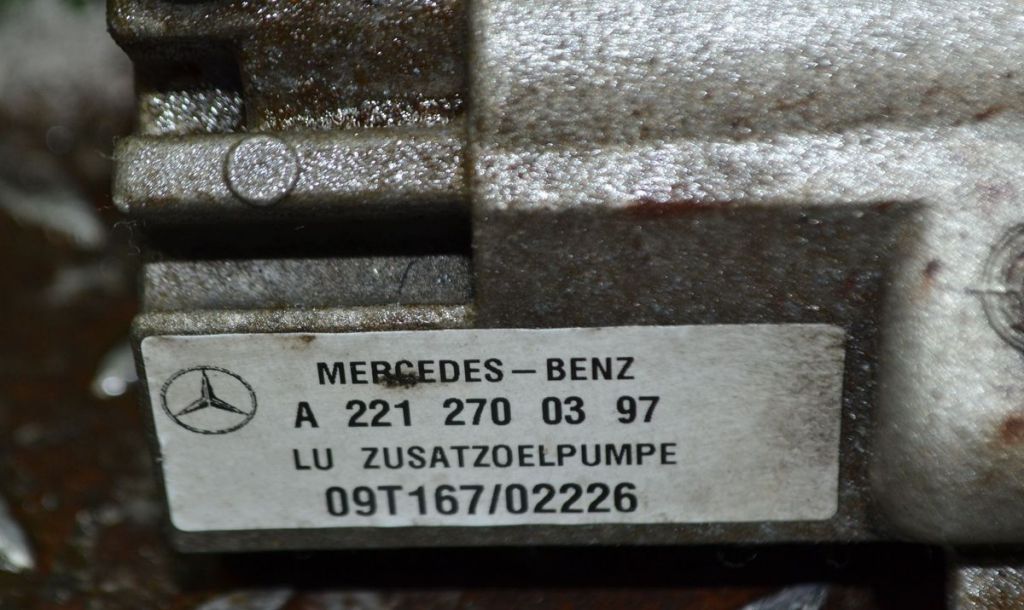 MERCEDES – BENZ
A 221 270 03 97
LU ZUSATZOELPUMPE
09T167/02226